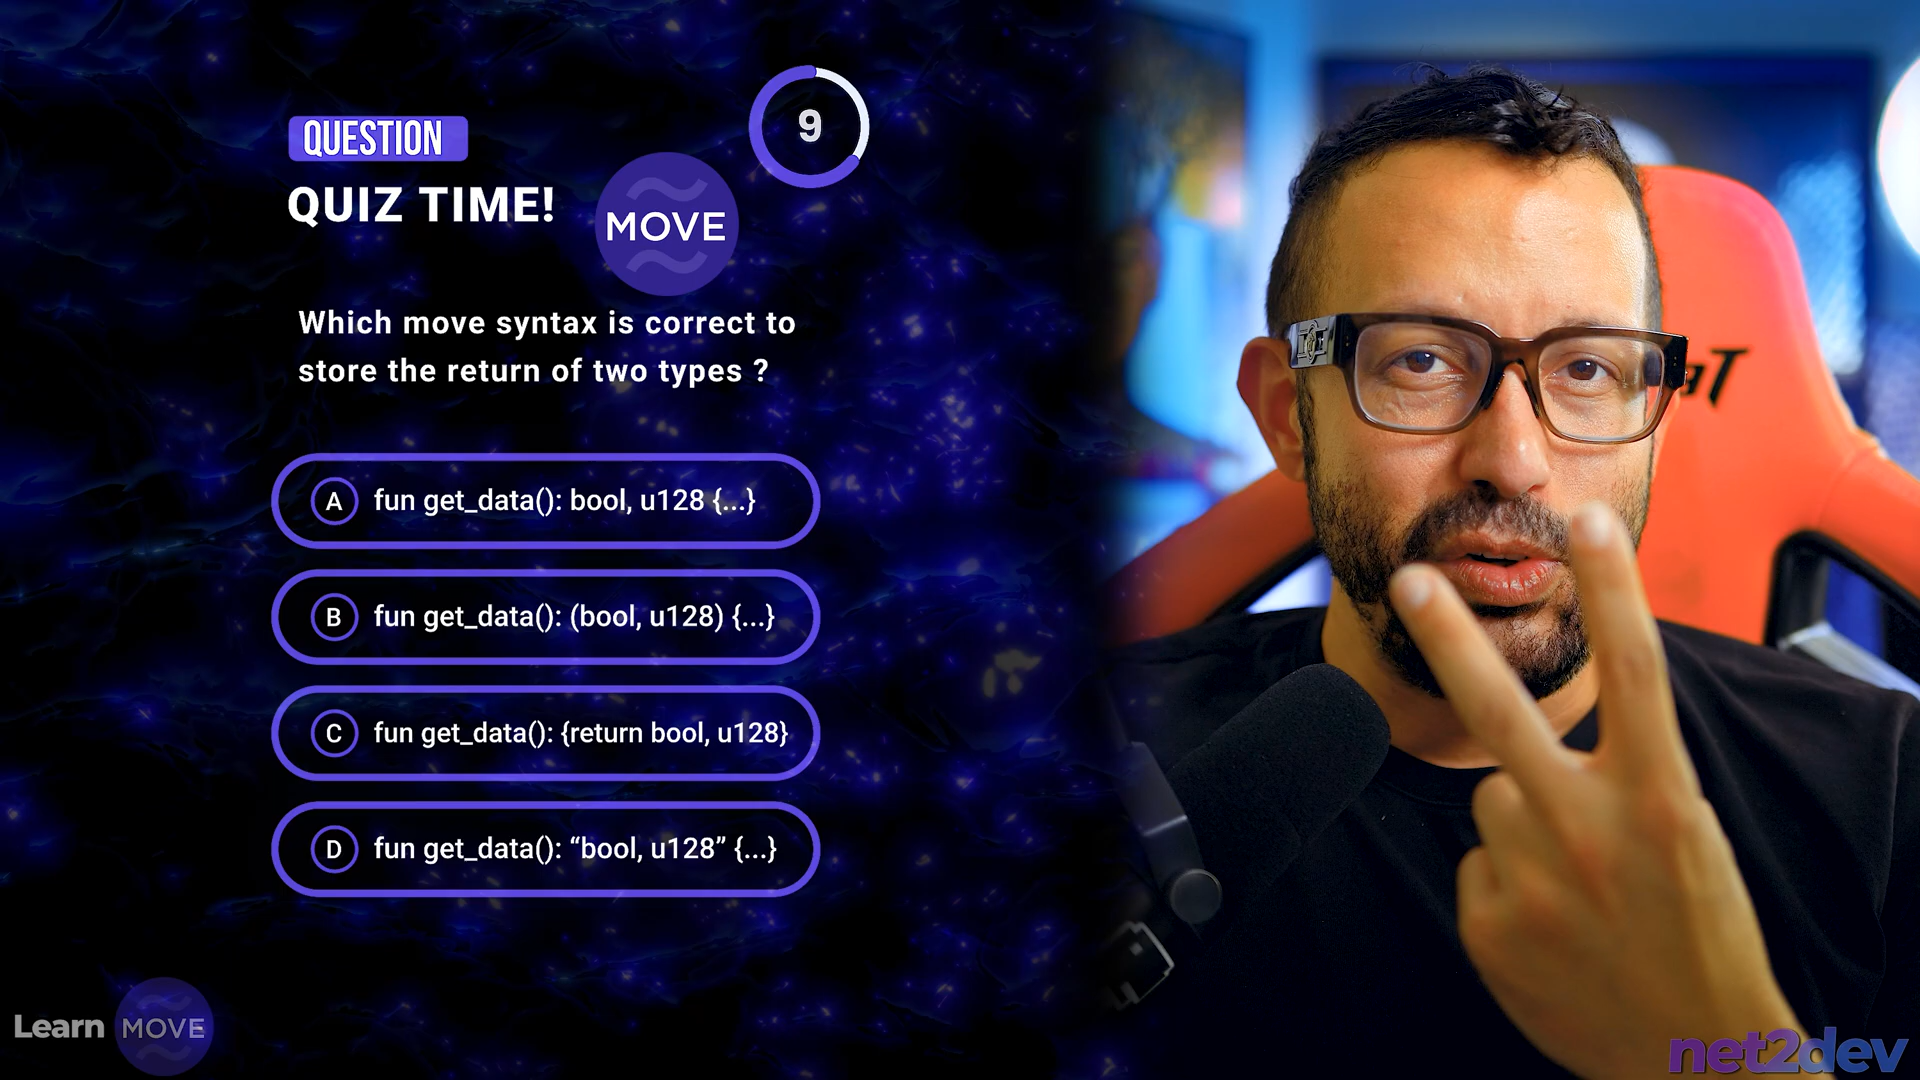 QUESTION
9
QUIZ TIME!
MOVE
Which move syntax is correct to
store the return of two types ?
A fun get_data(): bool, u128 {...}
B fun get_data(): (bool, u128) {...}
C fun get_data(): {return bool, u128}
D fun get_data(): “bool, u128” {...}
Learn MOVE
net2dev